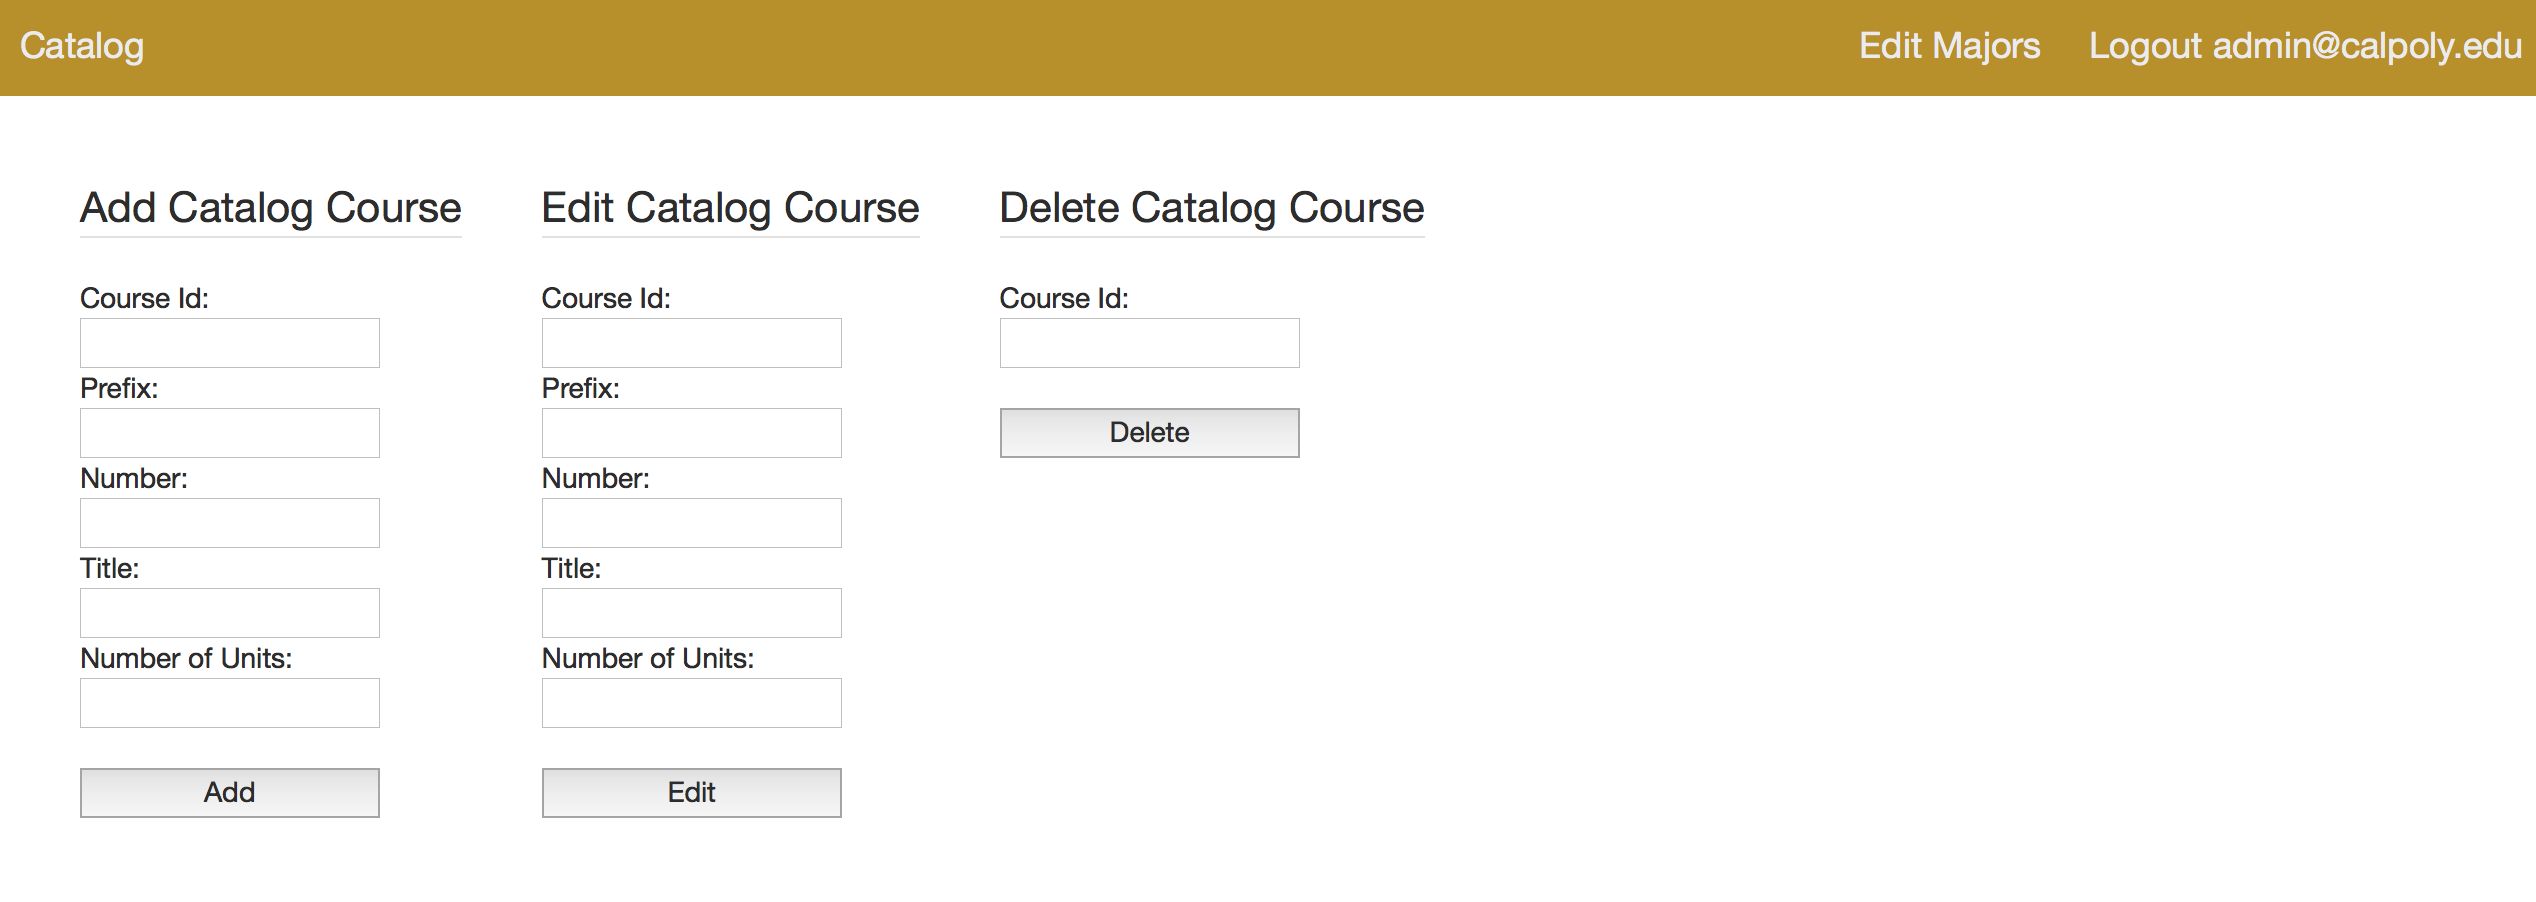 Catalog
Edit Majors
Logout admin@calpoly.edu
Add Catalog Course
Course Id:
Prefix:
Number:
Title:
Number of Units:
Add
Edit Catalog Course
Course Id:
Prefix:
Number:
Title:
Number of Units:
Edit
Delete Catalog Course
Course Id:
Delete